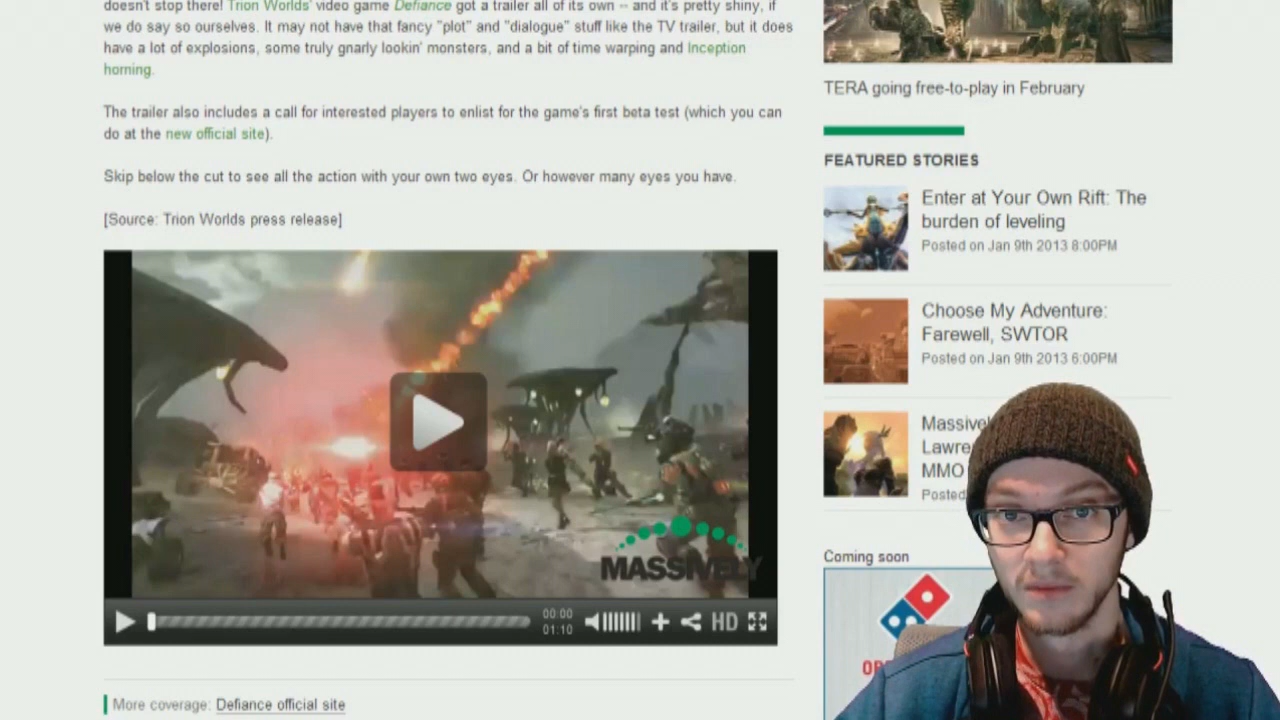 doesn't stop there! Trion Worlds' video game Defiance got a trailer all of its own -- and it's pretty shiny, if
we do say so ourselves. It may not have that fancy "plot" and "dialogue" stuff like the TV trailer, but it does
have a lot of explosions, some truly gnarly lookin' monsters, and a bit of time warping and Inception
horning.
The trailer also includes a call for interested players to enlist for the game's first beta test (which you can
do at the new official site).
Skip below the cut to see all the action with your own two eyes. Or however many eyes you have.
[Source: Trion Worlds press release]
MASSIVELY
00:00
01:10
HD
More coverage: Defiance official site
TERA going free-to-play in February
FEATURED STORIES
Enter at Your Own Rift: The
burden of leveling
Posted on Jan 9th 2013 8:00PM
Choose My Adventure:
Farewell, SWTOR
Posted on Jan 9th 2013 6:00PM
Massivel
Lawre
MMO
Posted
Coming soon